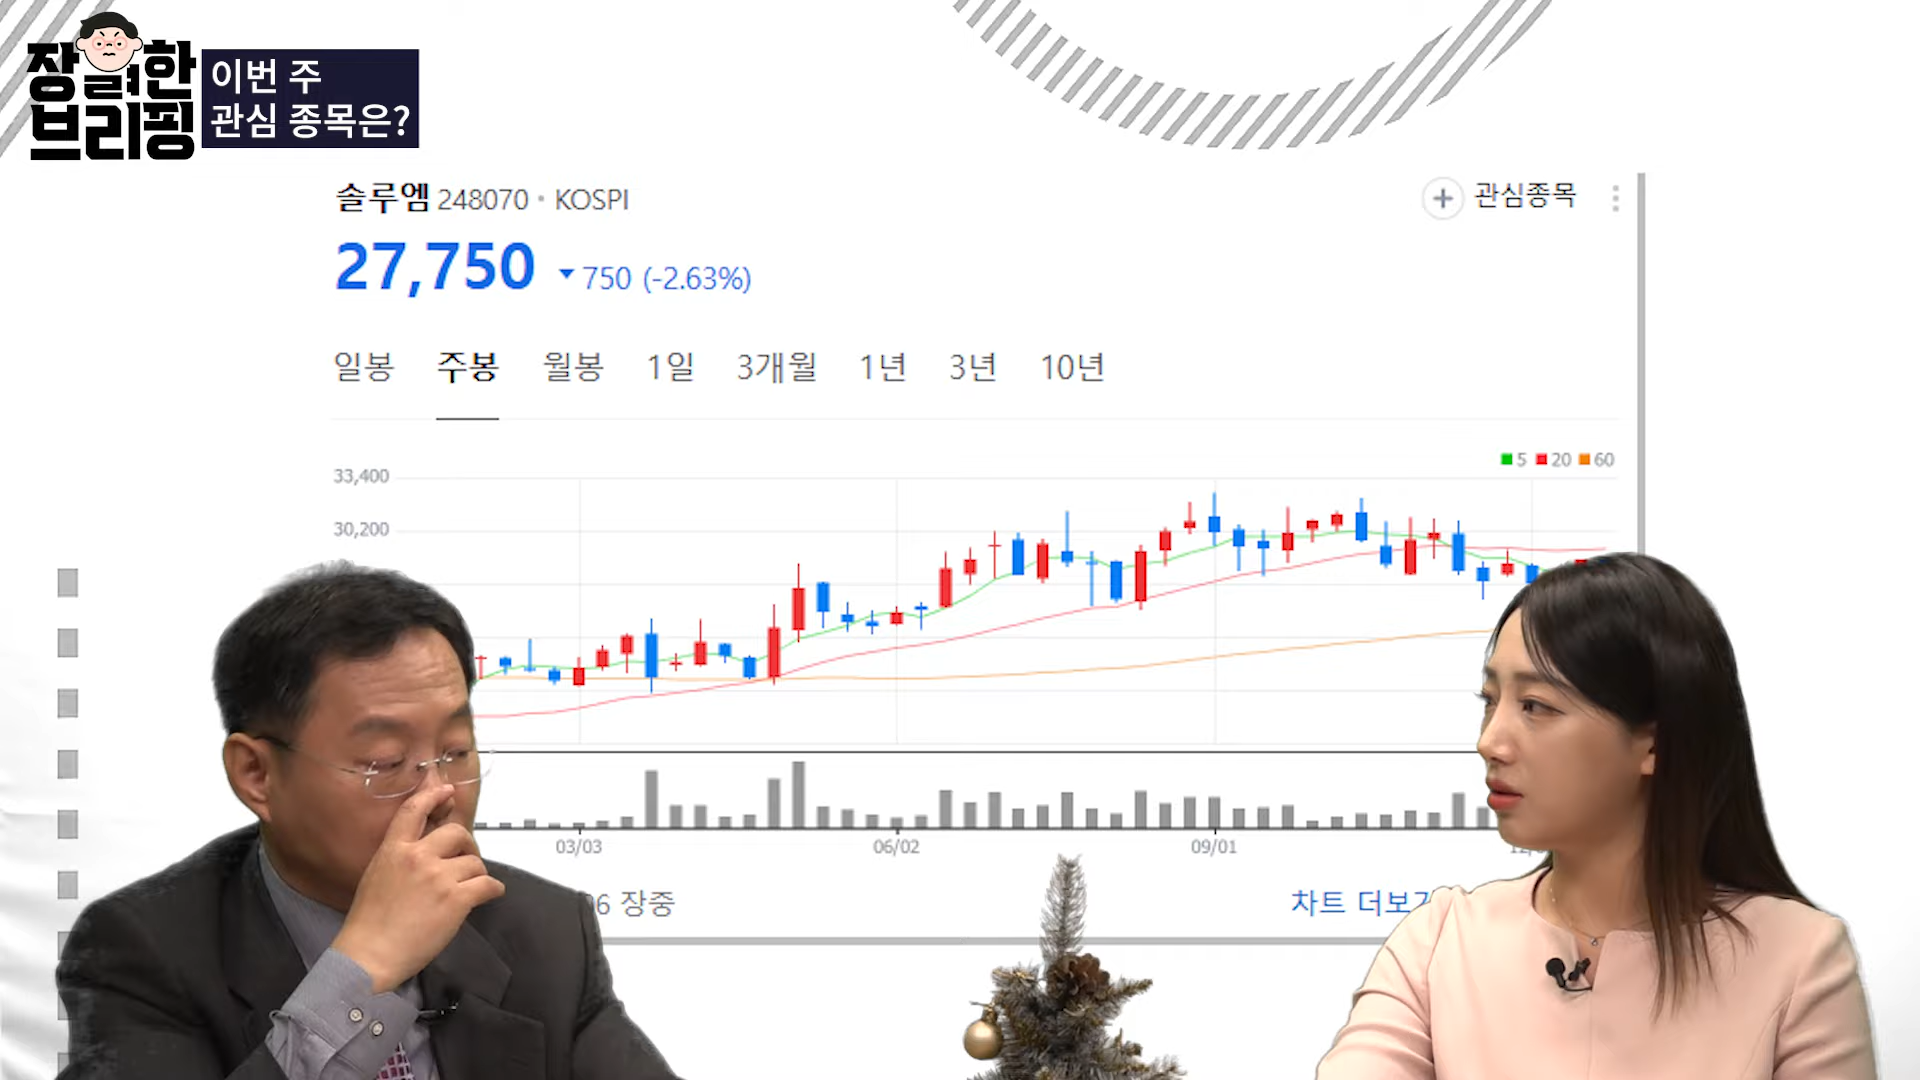 장렬한
브리핑
이번 주
관심 종목은?
솔루엠 248070 · KOSPI
관심종목
27,750 ▼750 (-2.63%)
일봉 주봉 월봉 1일 3개월 1년 3년 10년
5 20 60
33,400
30,200
03/03 06/02 09/01
장중
차트